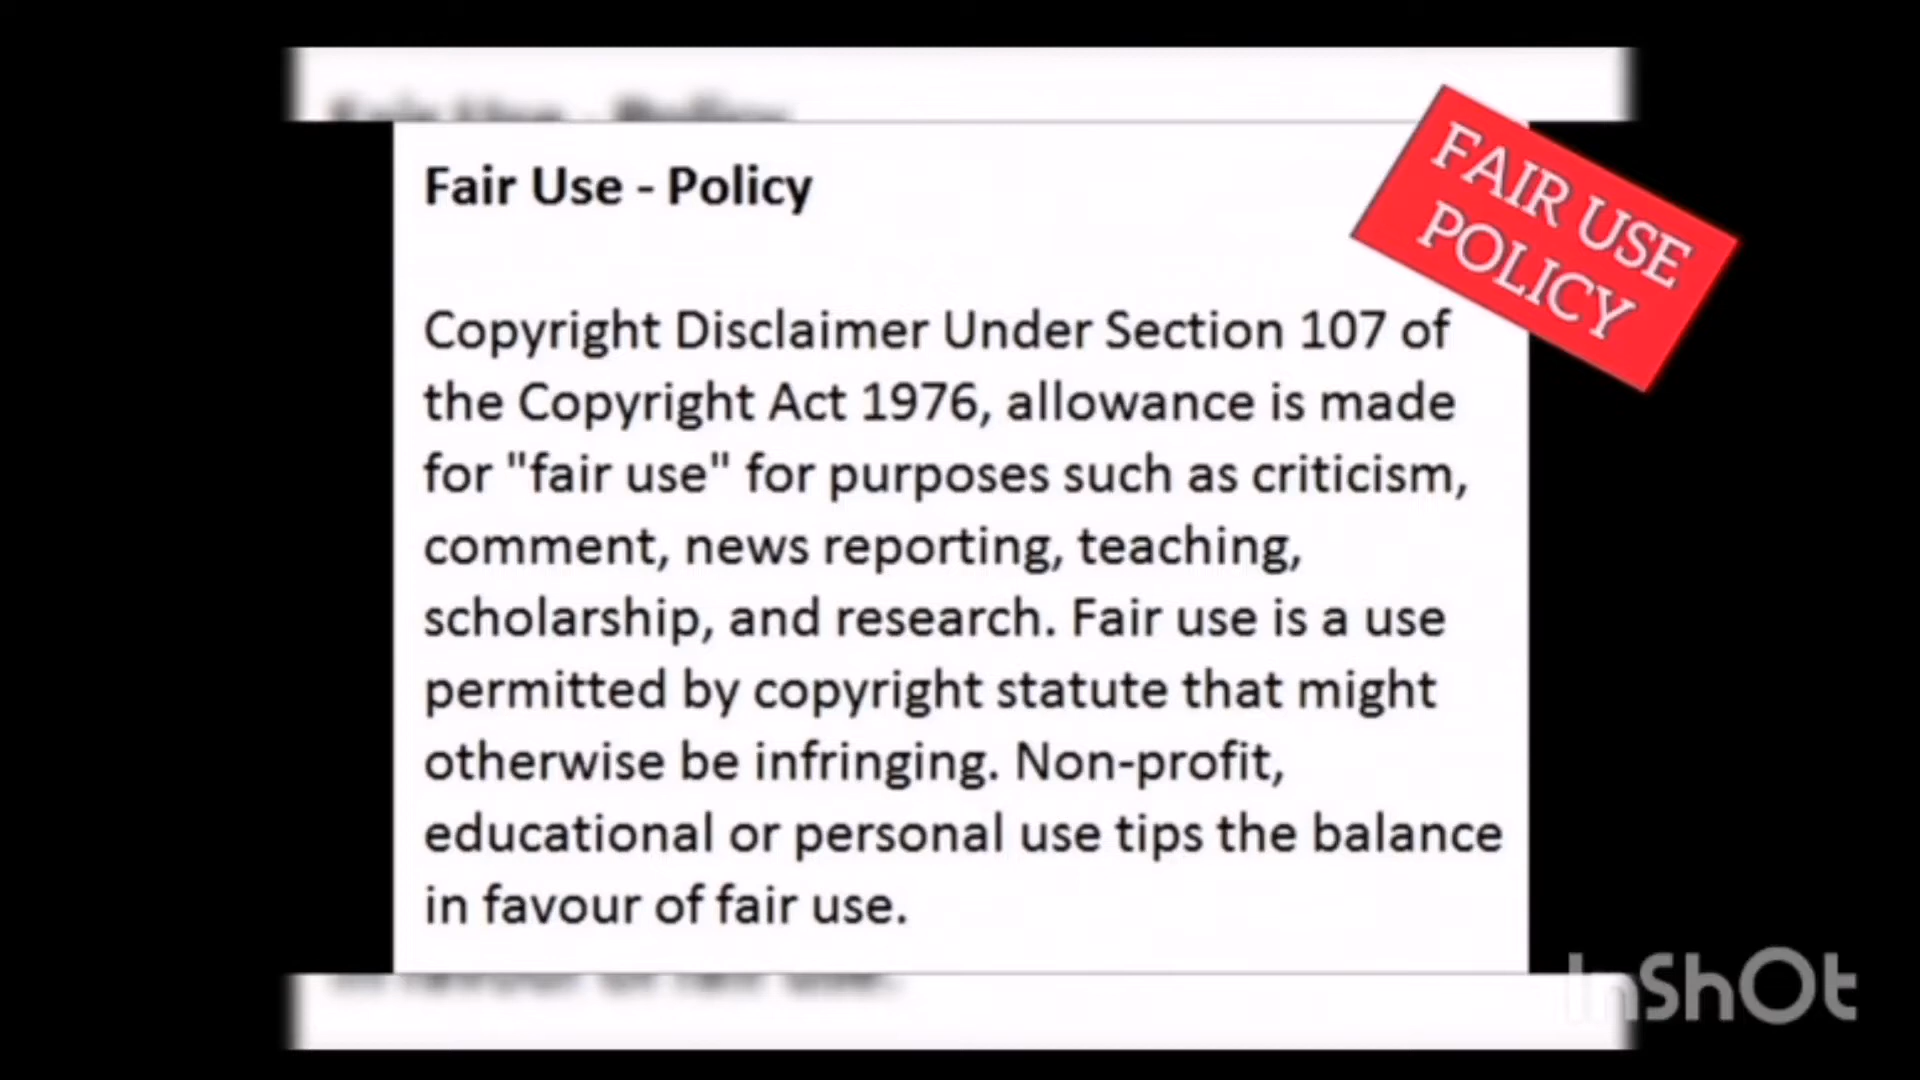 Fair Use - Policy
FAIR USE
POLICY
Copyright Disclaimer Under Section 107 of
the Copyright Act 1976, allowance is made
for "fair use" for purposes such as criticism,
comment, news reporting, teaching,
scholarship, and research. Fair use is a use
permitted by copyright statute that might
otherwise be infringing. Non-profit,
educational or personal use tips the balance
in favour of fair use.
InShOt